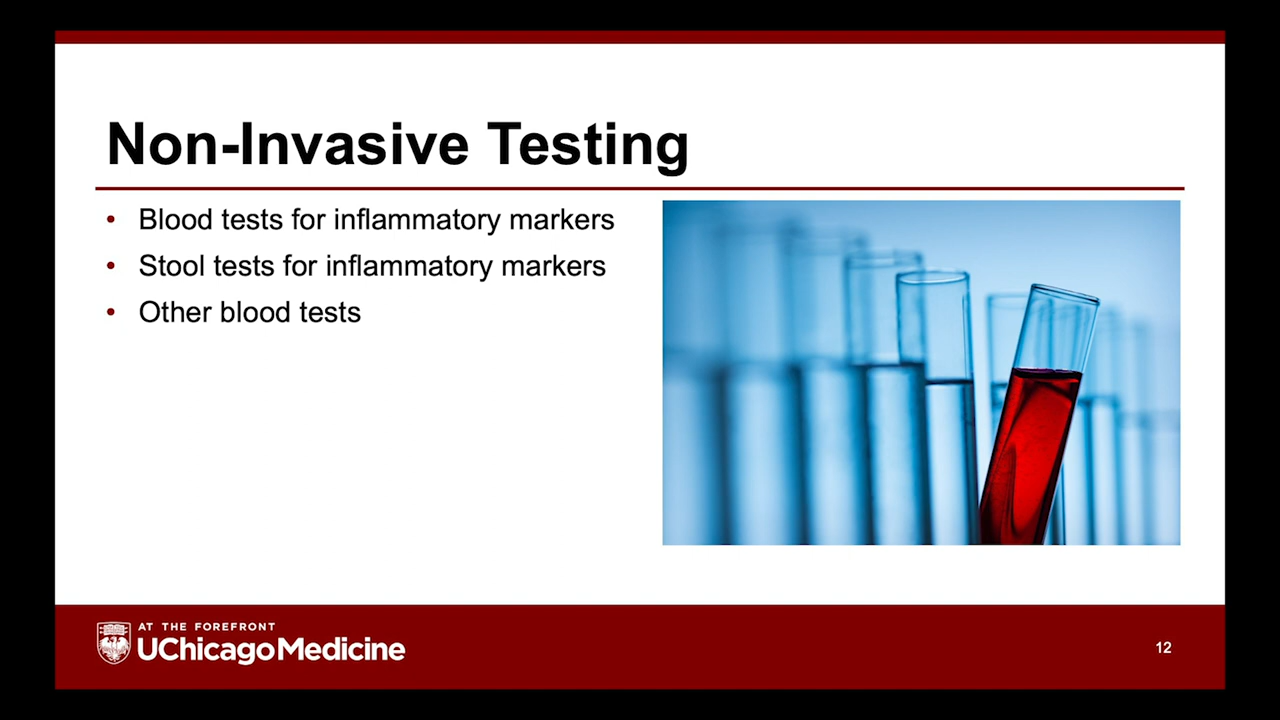 Non-Invasive Testing
• Blood tests for inflammatory markers
• Stool tests for inflammatory markers
• Other blood tests
AT THE FOREFRONT
UChicagoMedicine
12